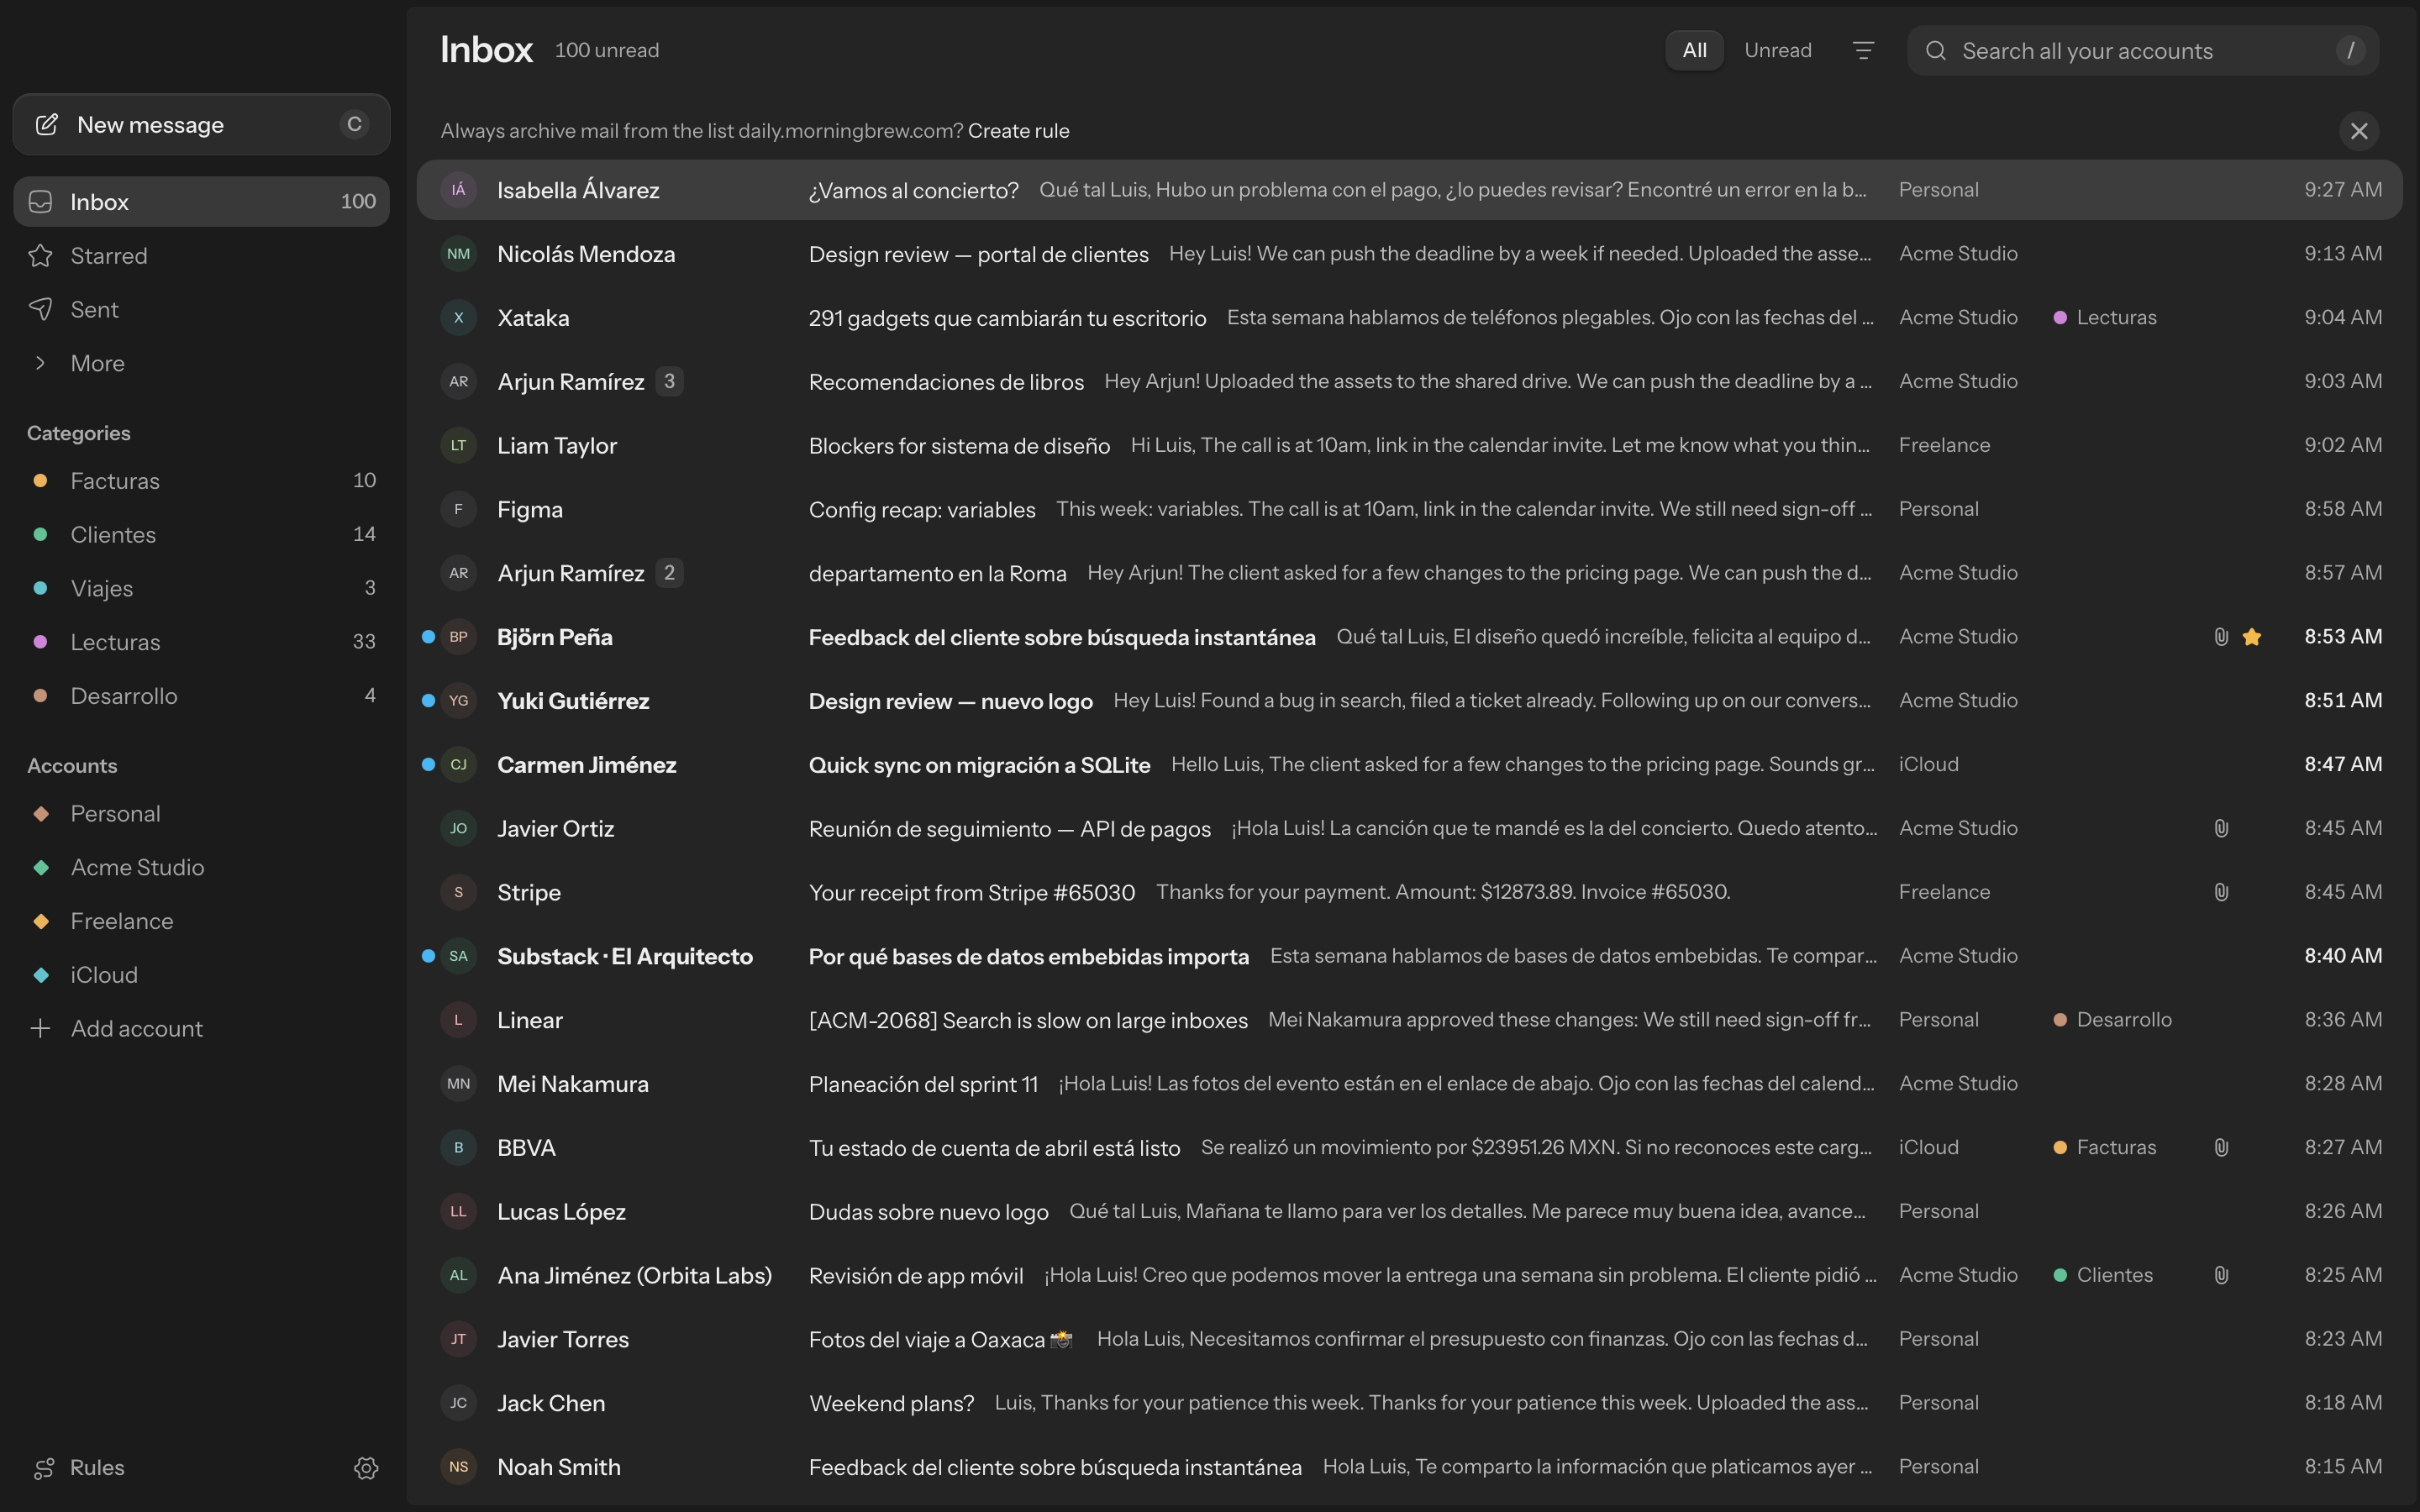 Inbox 100 unread All Unread Search all your accounts /
New message C
Inbox 100
Starred
Sent
More
Categories
Facturas 10
Clientes 14
Viajes 3
Lecturas 33
Desarrollo 4
Accounts
Personal
Acme Studio
Freelance
iCloud
Add account
Rules
Always archive mail from the list daily.morningbrew.com? Create rule
IÁ Isabella Álvarez ¿Vamos al concierto? Qué tal Luis, Hubo un problema con el pago, ¿lo puedes revisar? Encontré un error en la b... Personal 9:27 AM
NM Nicolás Mendoza Design review — portal de clientes Hey Luis! We can push the deadline by a week if needed. Uploaded the asse... Acme Studio 9:13 AM
X Xataka 291 gadgets que cambiarán tu escritorio Esta semana hablamos de teléfonos plegables. Ojo con las fechas del ... Acme Studio Lecturas 9:04 AM
AR Arjun Ramírez 3 Recomendaciones de libros Hey Arjun! Uploaded the assets to the shared drive. We can push the deadline by a ... Acme Studio 9:03 AM
LT Liam Taylor Blockers for sistema de diseño Hi Luis, The call is at 10am, link in the calendar invite. Let me know what you thin... Freelance 9:02 AM
F Figma Config recap: variables This week: variables. The call is at 10am, link in the calendar invite. We still need sign-off ... Personal 8:58 AM
AR Arjun Ramírez 2 departamento en la Roma Hey Arjun! The client asked for a few changes to the pricing page. We can push the d... Acme Studio 8:57 AM
BP Björn Peña Feedback del cliente sobre búsqueda instantánea Qué tal Luis, El diseño quedó increíble, felicita al equipo d... Acme Studio 8:53 AM
YG Yuki Gutiérrez Design review — nuevo logo Hey Luis! Found a bug in search, filed a ticket already. Following up on our convers... Acme Studio 8:51 AM
CJ Carmen Jiménez Quick sync on migración a SQLite Hello Luis, The client asked for a few changes to the pricing page. Sounds gr... iCloud 8:47 AM
JO Javier Ortiz Reunión de seguimiento — API de pagos ¡Hola Luis! La canción que te mandé es la del concierto. Quedo atento... Acme Studio 8:45 AM
S Stripe Your receipt from Stripe #65030 Thanks for your payment. Amount: $12873.89. Invoice #65030. Freelance 8:45 AM
SA Substack · El Arquitecto Por qué bases de datos embebidas importa Esta semana hablamos de bases de datos embebidas. Te compar... Acme Studio 8:40 AM
L Linear [ACM-2068] Search is slow on large inboxes Mei Nakamura approved these changes: We still need sign-off fr... Personal Desarrollo 8:36 AM
MN Mei Nakamura Planeación del sprint 11 ¡Hola Luis! Las fotos del evento están en el enlace de abajo. Ojo con las fechas del calend... Acme Studio 8:28 AM
B BBVA Tu estado de cuenta de abril está listo Se realizó un movimiento por $23951.26 MXN. Si no reconoces este carg... iCloud Facturas 8:27 AM
LL Lucas López Dudas sobre nuevo logo Qué tal Luis, Mañana te llamo para ver los detalles. Me parece muy buena idea, avance... Personal 8:26 AM
AL Ana Jiménez (Orbita Labs) Revisión de app móvil ¡Hola Luis! Creo que podemos mover la entrega una semana sin problema. El cliente pidió ... Acme Studio Clientes 8:25 AM
JT Javier Torres Fotos del viaje a Oaxaca 📸 Hola Luis, Necesitamos confirmar el presupuesto con finanzas. Ojo con las fechas d... Personal 8:23 AM
JC Jack Chen Weekend plans? Luis, Thanks for your patience this week. Thanks for your patience this week. Uploaded the ass... Personal 8:18 AM
NS Noah Smith Feedback del cliente sobre búsqueda instantánea Hola Luis, Te comparto la información que platicamos ayer ... Personal 8:15 AM